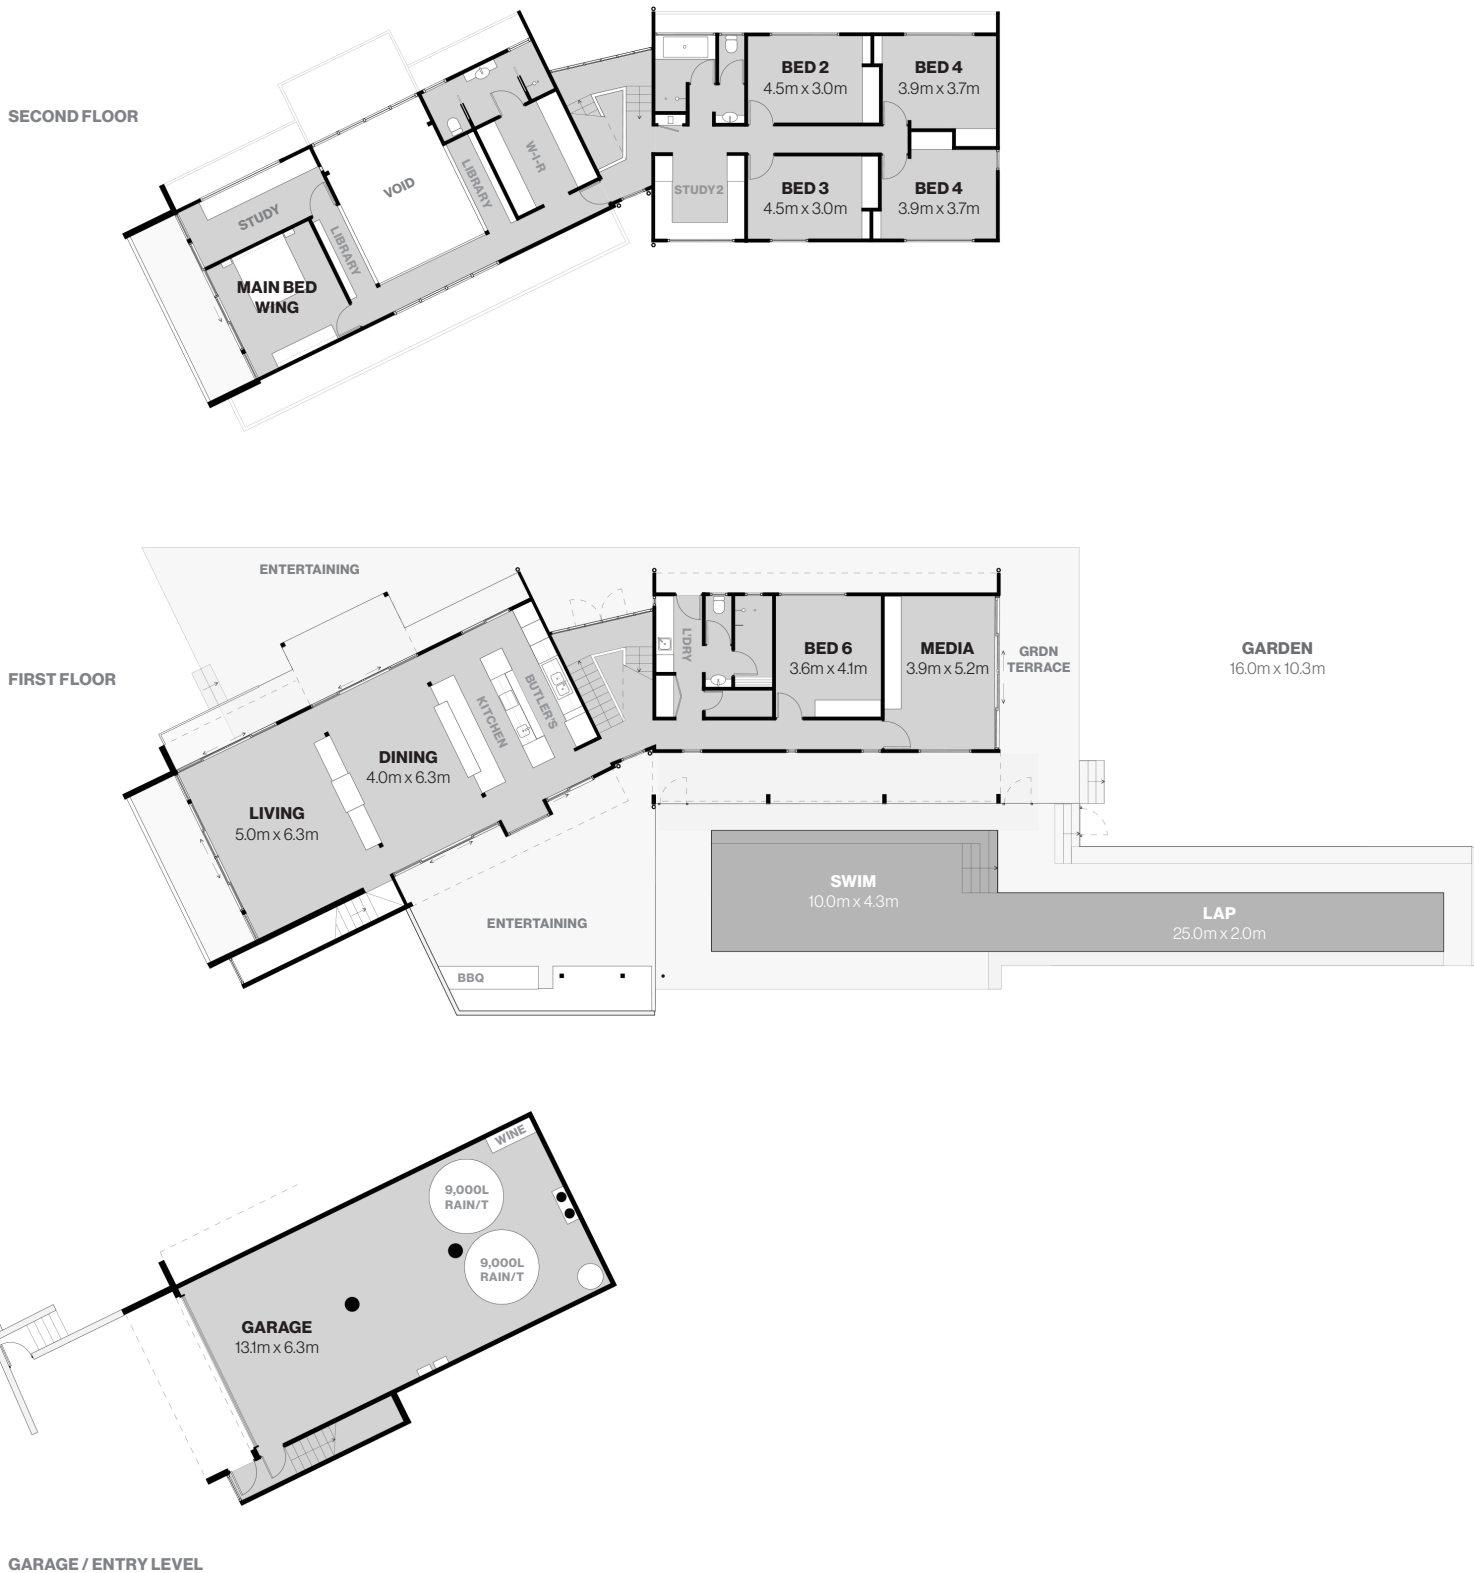 SECOND FLOOR
BED 2
4.5m x 3.0m
BED 4
3.9m x 3.7m
W-I-R
LIBRARY
VOID
STUDY
LIBRARY
STUDY 2
BED 3
4.5m x 3.0m
BED 4
3.9m x 3.7m
MAIN BED
WING
ENTERTAINING
FIRST FLOOR
L'DRY
BED 6
3.6m x 4.1m
MEDIA
3.9m x 5.2m
GRDN
TERRACE
GARDEN
16.0m x 10.3m
BUTLER'S
KITCHEN
DINING
4.0m x 6.3m
LIVING
5.0m x 6.3m
SWIM
10.0m x 4.3m
LAP
25.0m x 2.0m
ENTERTAINING
BBQ
WINE
9,000L
RAIN/T
9,000L
RAIN/T
GARAGE
13.1m x 6.3m
GARAGE / ENTRY LEVEL